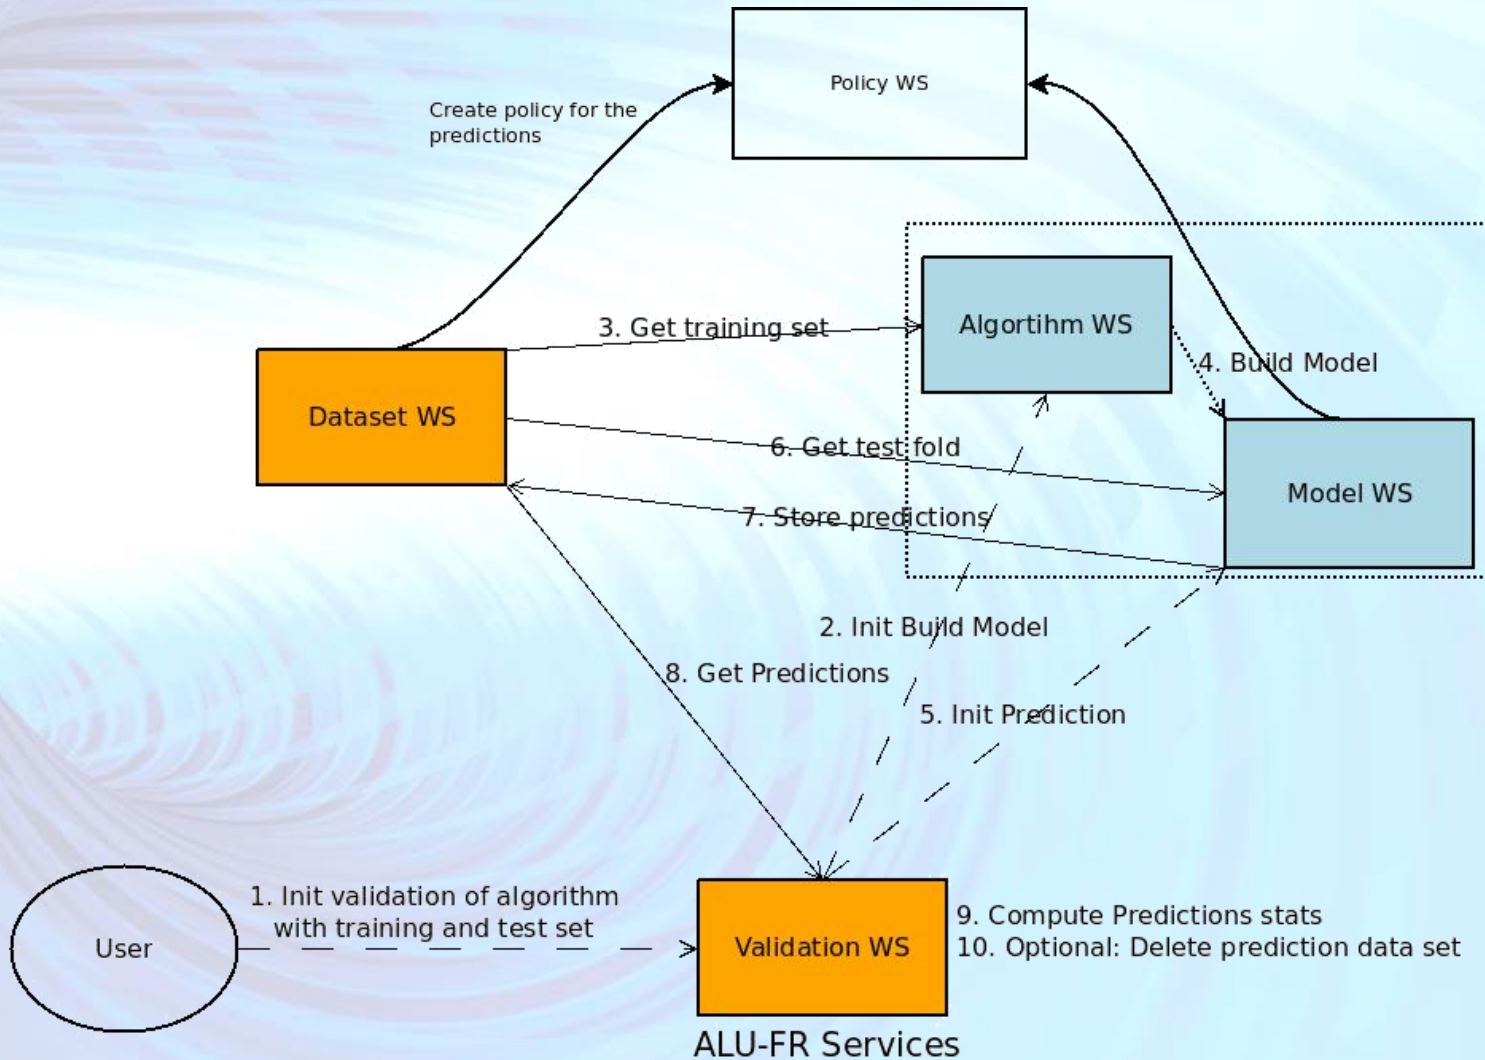 Policy WS
Create policy for the
predictions
Algortihm WS
3. Get training set
4. Build Model
Dataset WS
6. Get test fold
Model WS
7. Store predictions
2. Init Build Model
8. Get Predictions
5. Init Prediction
1. Init validation of algorithm
with training and test set
User
Validation WS
9. Compute Predictions stats
10. Optional: Delete prediction data set
ALU-FR Services